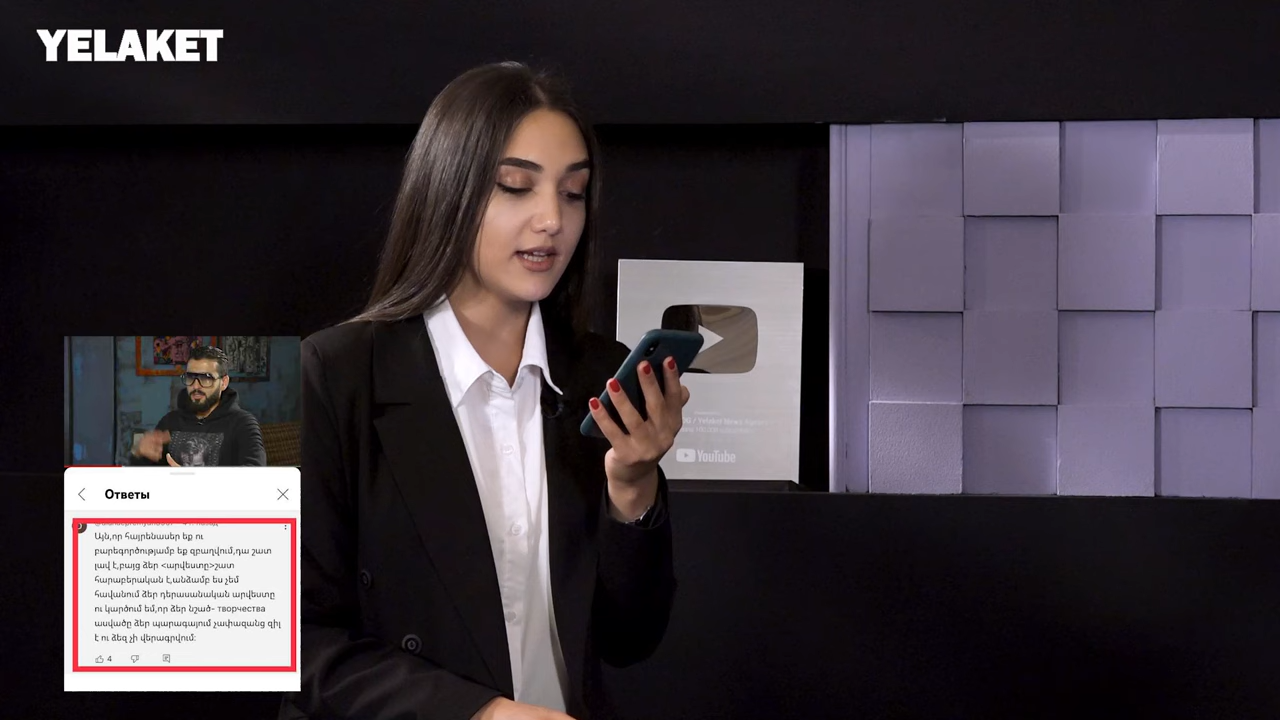 YELAKET
YouTube
Ответы
Այն,որ հայրենասեր եք ու
բարեգործությամբ եք զբաղվում,դա շատ
լավ է,բայց ձեր <արվեստը>շատ
հարաբերական է,անձամբ ես չեմ
հավանում ձեր դերասանական արվեստը
ու կարծում եմ,որ ձեր նշած- творчества
ասվածը ձեր պարագայում չափազանց զիլ
է ու ձեզ չի վերագրվում:
4